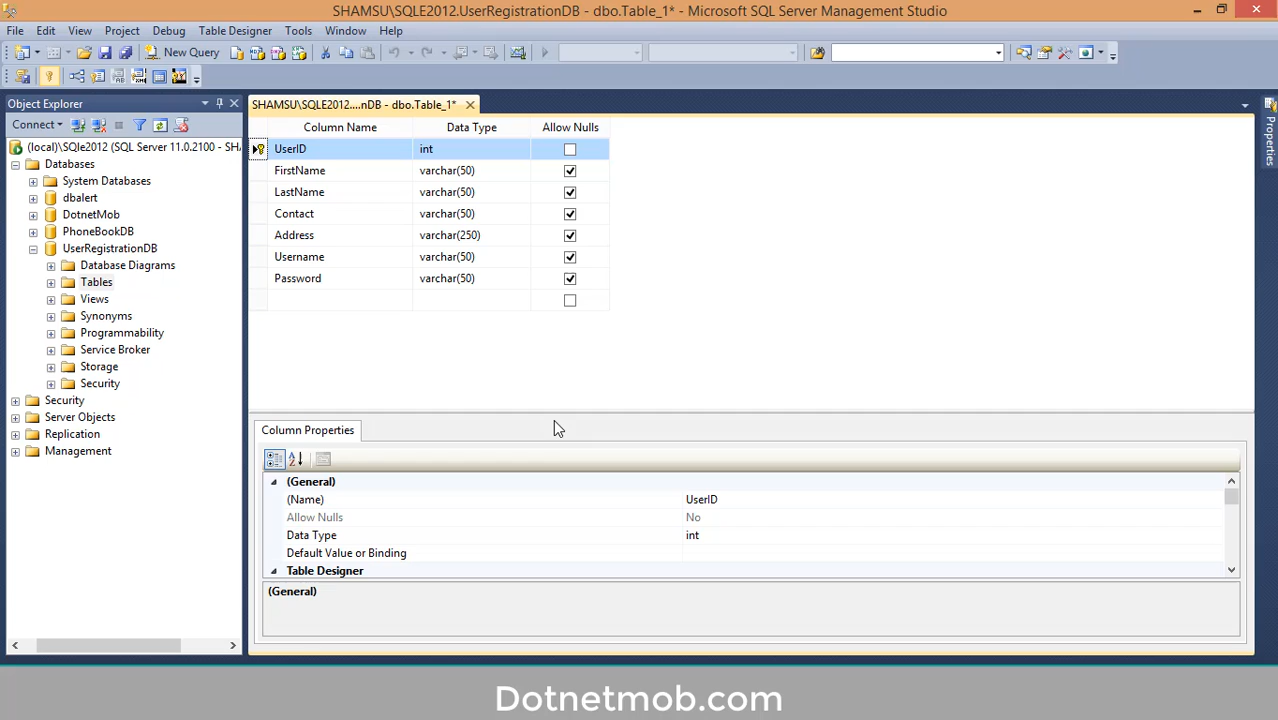 SHAMSU\SQLE2012.UserRegistrationDB - dbo.Table_1* - Microsoft SQL Server Management Studio
File Edit View Project Debug Table Designer Tools Window Help
New Query
Object Explorer
SHAMSU\SQLE2012....nDB - dbo.Table_1*
Connect
Column Name Data Type Allow Nulls
(local)\SQle2012 (SQL Server 11.0.2100 - SHA
UserID int
Databases
FirstName varchar(50)
System Databases
LastName varchar(50)
dbalert
DotnetMob
Contact varchar(50)
PhoneBookDB
Address varchar(250)
UserRegistrationDB
Username varchar(50)
Database Diagrams
Password varchar(50)
Tables
Views
Synonyms
Programmability
Service Broker
Storage
Security
Security
Server Objects
Replication
Management
Column Properties
(General)
(Name) UserID
Allow Nulls No
Data Type int
Default Value or Binding
Table Designer
(General)
Properties
Dotnetmob.com